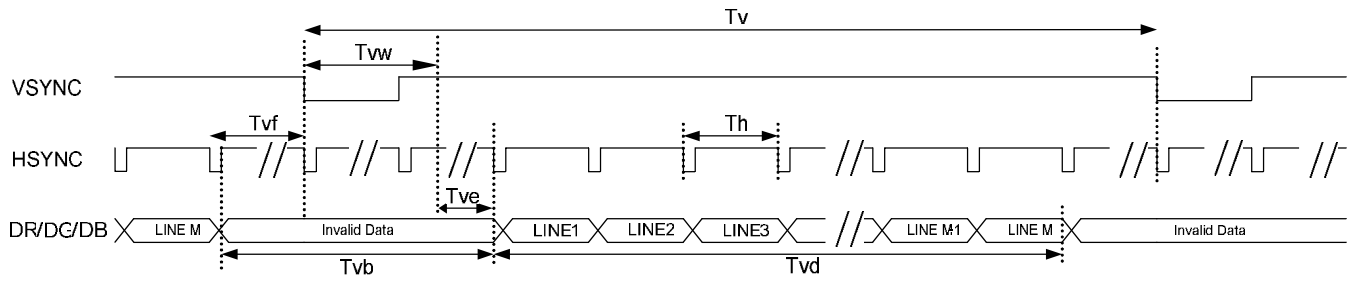 Tv
Tvw
VSYNC
Tvf
Th
HSYNC
Tve
DR/DG/DB
LINE M
Invalid Data
LINE1
LINE2
LINE3
LINE M-1
LINE M
Invalid Data
Tvb
Tvd